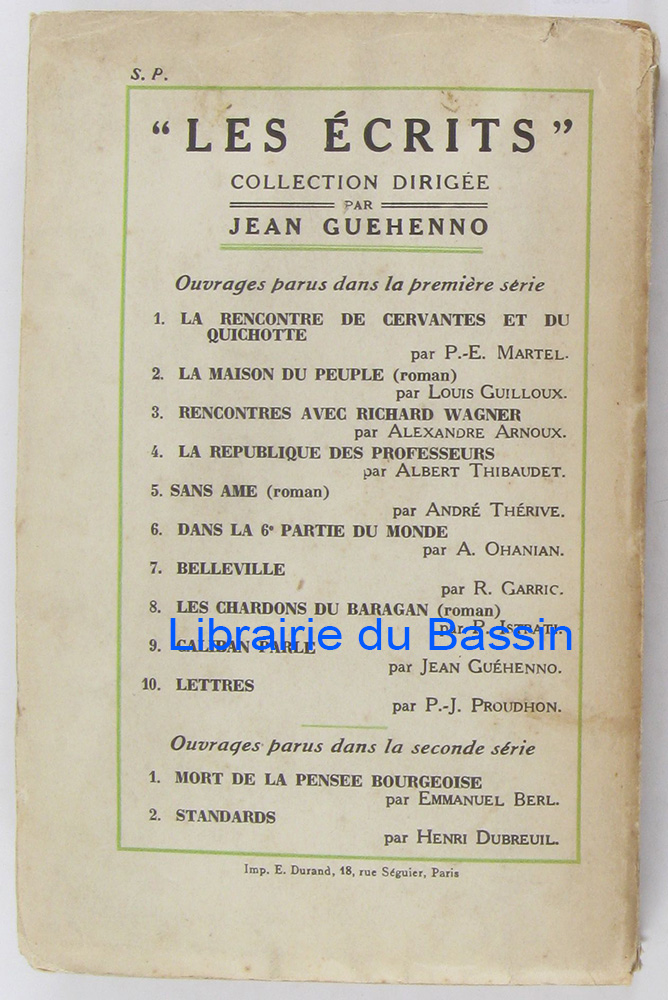 S. P.
“ LES ÉCRITS ”
COLLECTION DIRIGÉE
PAR
JEAN GUEHENNO
Ouvrages parus dans la première série
1. LA RENCONTRE DE CERVANTES ET DU
QUICHOTTE
par P.-E. MARTEL.
2. LA MAISON DU PEUPLE (roman)
par LOUIS GUILLOUX.
3. RENCONTRES AVEC RICHARD WAGNER
par ALEXANDRE ARNOUX.
4. LA REPUBLIQUE DES PROFESSEURS
par ALBERT THIBAUDET.
5. SANS AME (roman)
par ANDRÉ THÉRIVE.
6. DANS LA 6e PARTIE DU MONDE
par A. OHANIAN.
7. BELLEVILLE
par R. GARRIC.
8. LES CHARDONS DU BARAGAN (roman)
par P. ISTRATI.
Librairie du Bassin
9. CALIBAN PARLE
par JEAN GUÉHENNO.
10. LETTRES
par P.-J. PROUDHON.
Ouvrages parus dans la seconde série
1. MORT DE LA PENSEE BOURGEOISE
par EMMANUEL BERL.
2. STANDARDS
par HENRI DUBREUIL.
Imp. E. Durand, 18, rue Séguier, Paris